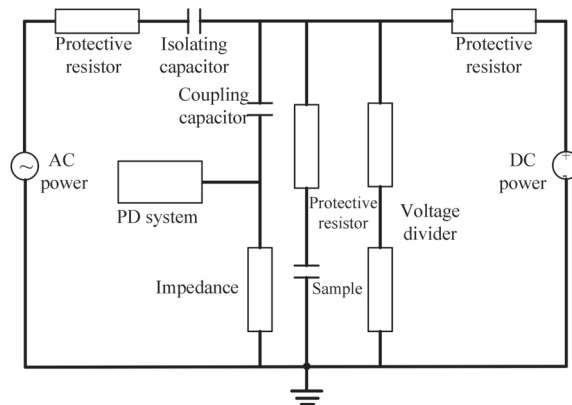 Protective
resistor
Isolating
capacitor
Protective
resistor
Coupling
capacitor
AC
power
~
DC
power
+
-
PD system
Protective
resistor
Voltage
divider
Impedance
Sample